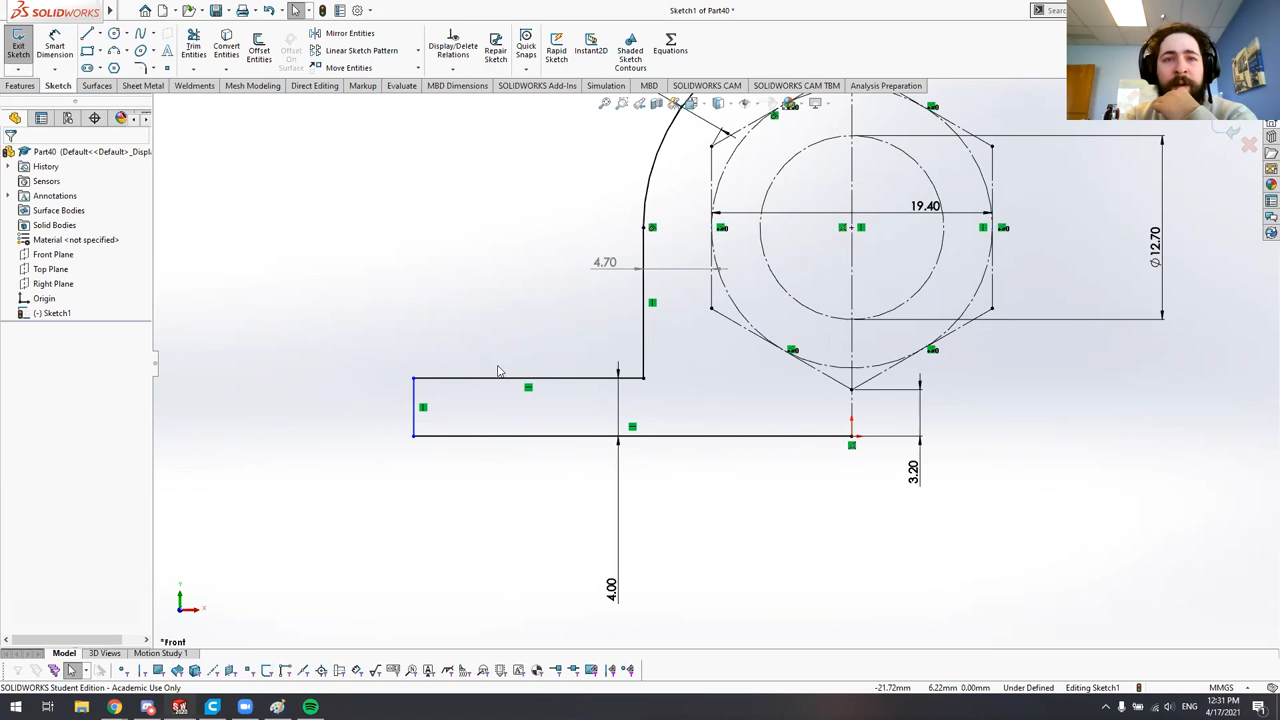 SOLIDWORKS
Sketch1 of Part40 *
Exit Sketch
Smart Dimension
Trim Entities
Convert Entities
Offset Entities
Offset On Surface
Mirror Entities
Linear Sketch Pattern
Move Entities
Display/Delete Relations
Repair Sketch
Quick Snaps
Rapid Sketch
Instant2D
Shaded Sketch Contours
Equations
Features
Sketch
Surfaces
Sheet Metal
Weldments
Mesh Modeling
Direct Editing
Markup
Evaluate
MBD Dimensions
SOLIDWORKS Add-Ins
Simulation
MBD
SOLIDWORKS CAM
SOLIDWORKS CAM TBM
Analysis Preparation
Part40 (Default<<Default>_Displ
History
Sensors
Annotations
Surface Bodies
Solid Bodies
Material <not specified>
Front Plane
Top Plane
Right Plane
Origin
(-) Sketch1
19.40
Ø12.70
4.70
3.20
4.00
Y
X
*Front
Model
3D Views
Motion Study 1
SOLIDWORKS Student Edition - Academic Use Only
-21.72mm
6.22mm 0.00mm
Under Defined
Editing Sketch1
MMGS
ENG
12:31 PM
4/17/2021